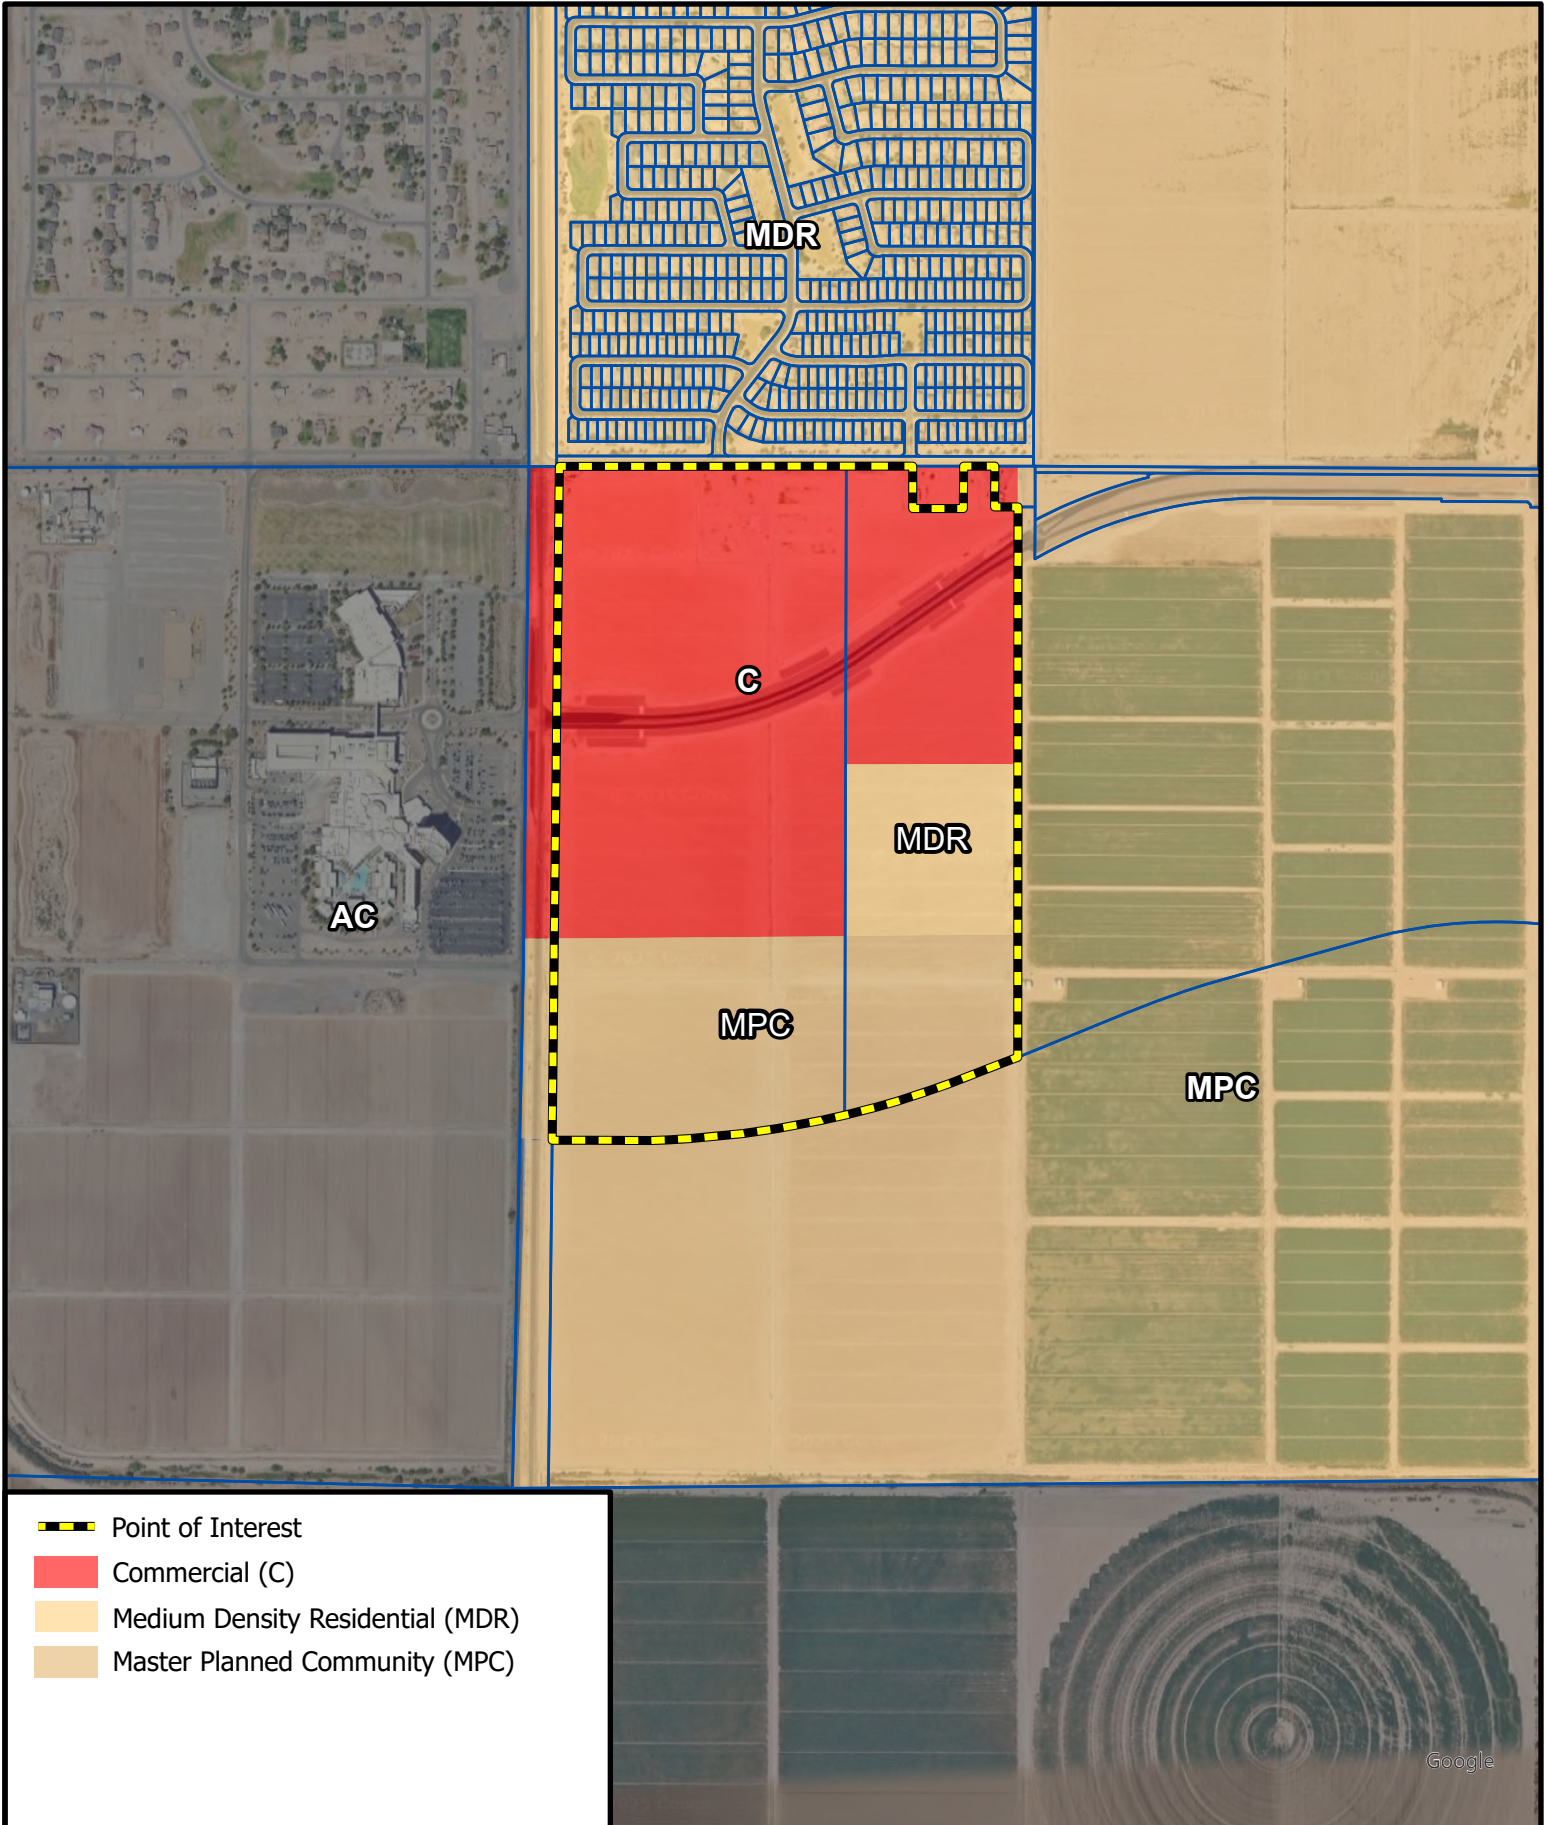 MDR
C
MDR
AC
MPC
MPC
Point of Interest
Commercial (C)
Medium Density Residential (MDR)
Master Planned Community (MPC)
Google